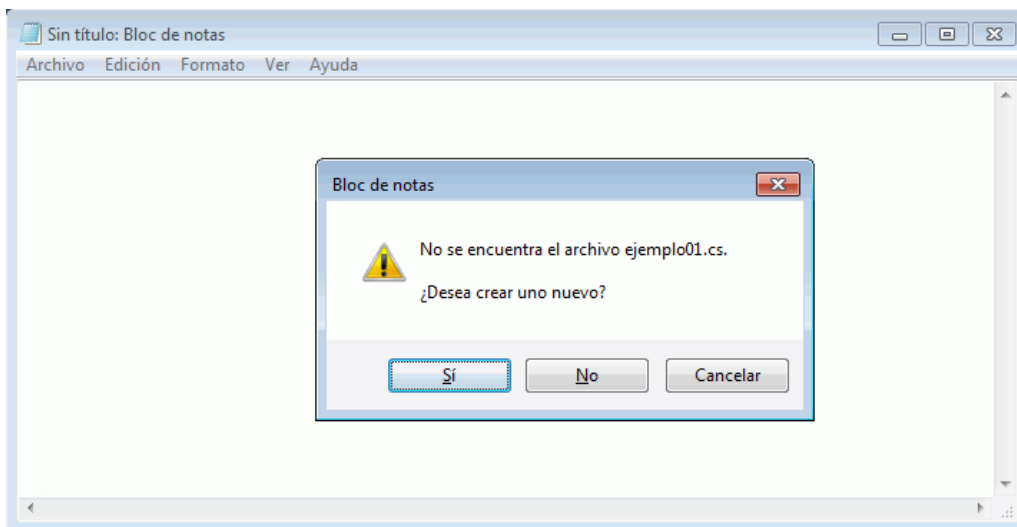 Sin título: Bloc de notas
Archivo Edición Formato Ver Ayuda
Bloc de notas
No se encuentra el archivo ejemplo01.cs.
¿Desea crear uno nuevo?
Sí No Cancelar